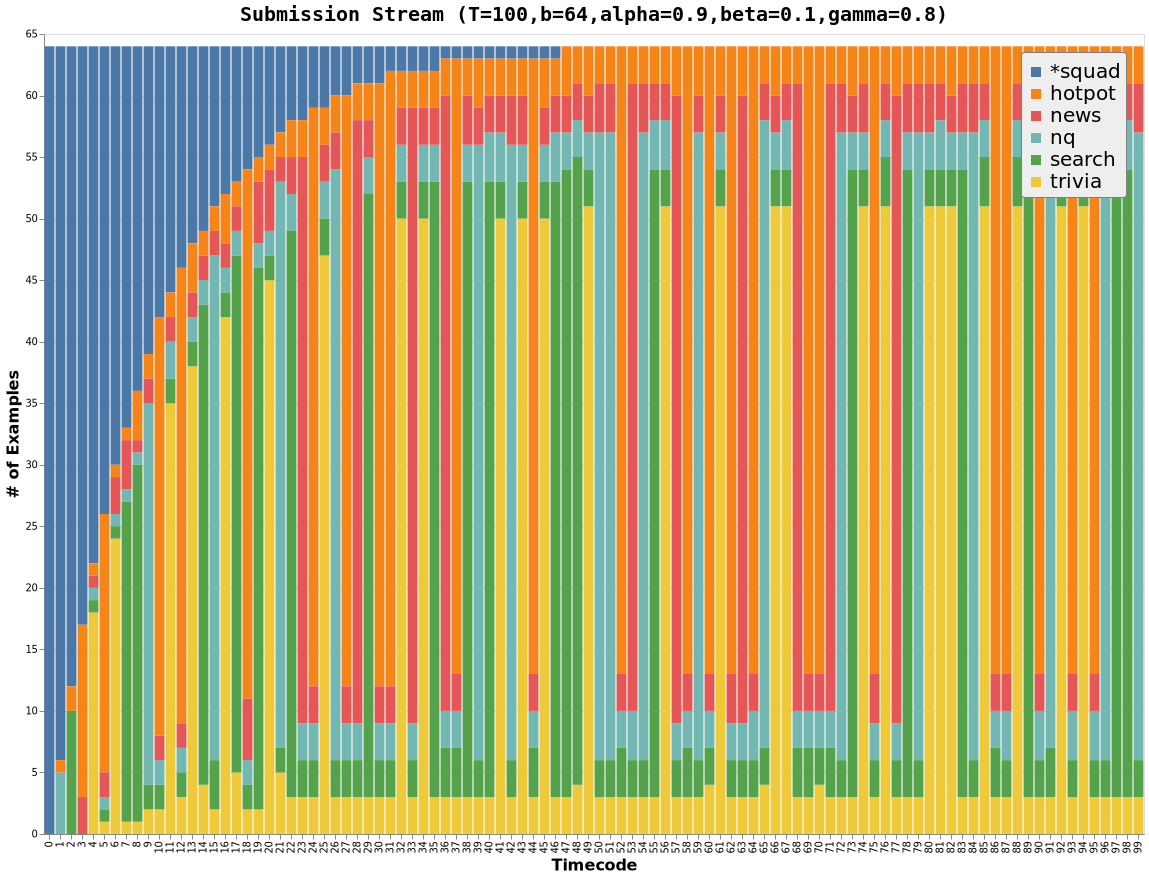 Submission Stream (T=100,b=64,alpha=0.9,beta=0.1,gamma=0.8)
65
60
55
50
45
40
35
30
25
20
15
10
5
0
# of Examples
*squad
hotpot
news
nq
search
trivia
0 1 2 3 4 5 6 7 8 9 10 11 12 13 14 15 16 17 18 19 20 21 22 23 24 25 26 27 28 29 30 31 32 33 34 35 36 37 38 39 40 41 42 43 44 45 46 47 48 49 50 51 52 53 54 55 56 57 58 59 60 61 62 63 64 65 66 67 68 69 70 71 72 73 74 75 76 77 78 79 80 81 82 83 84 85 86 87 88 89 90 91 92 93 94 95 96 97 98 99
Timecode